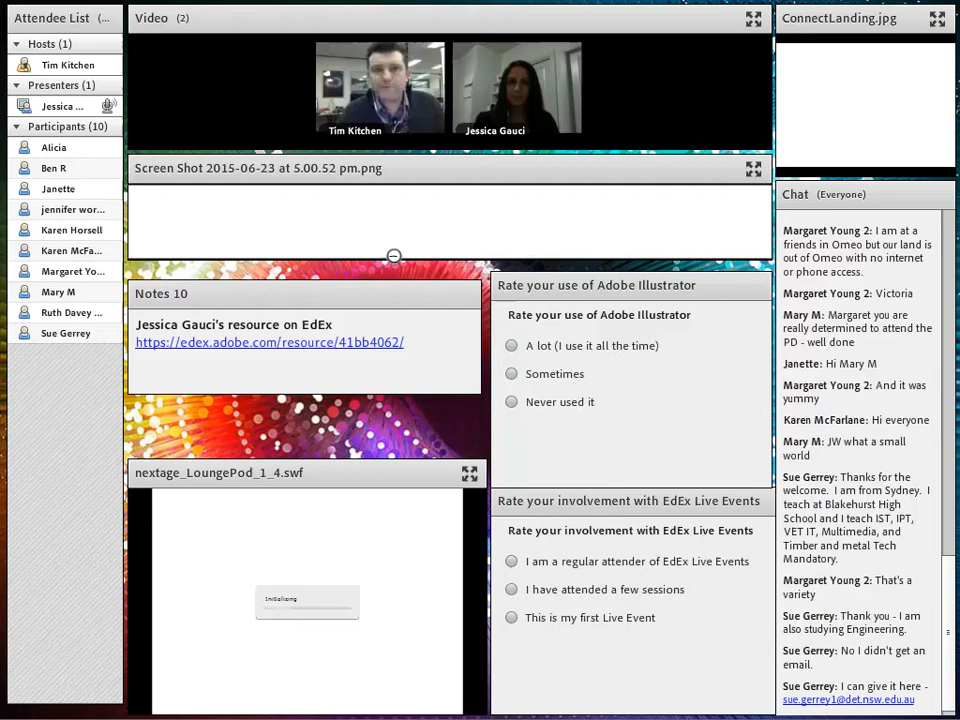 Attendee List (...
Hosts (1)
Tim Kitchen
Presenters (1)
Jessica ...
Participants (10)
Alicia
Ben R
Janette
jennifer wor...
Karen Horsell
Karen McFa...
Margaret Yo...
Mary M
Ruth Davey ...
Sue Gerrey
Video (2)
Tim Kitchen
Jessica Gauci
Screen Shot 2015-06-23 at 5.00.52 pm.png
Notes 10
Jessica Gauci's resource on EdEx
https://edex.adobe.com/resource/41bb4062/
Rate your use of Adobe Illustrator
Rate your use of Adobe Illustrator
A lot (I use it all the time)
Sometimes
Never used it
nextage_LoungePod_1_4.swf
Initialising
Rate your involvement with EdEx Live Events
Rate your involvement with EdEx Live Events
I am a regular attender of EdEx Live Events
I have attended a few sessions
This is my first Live Event
ConnectLanding.jpg
Chat (Everyone)
Margaret Young 2: I am at a
friends in Omeo but our land is
out of Omeo with no internet
or phone access.
Margaret Young 2: Victoria
Mary M: Margaret you are
really determined to attend the
PD - well done
Janette: Hi Mary M
Margaret Young 2: And it was
yummy
Karen McFarlane: Hi everyone
Mary M: JW what a small
world
Sue Gerrey: Thanks for the
welcome. I am from Sydney. I
teach at Blakehurst High
School and I teach IST, IPT,
VET IT, Multimedia, and
Timber and metal Tech
Mandatory.
Margaret Young 2: That's a
variety
Sue Gerrey: Thank you - I am
also studying Engineering.
Sue Gerrey: No I didn't get an
email.
Sue Gerrey: I can give it here -
sue.gerrey1@det.nsw.edu.au